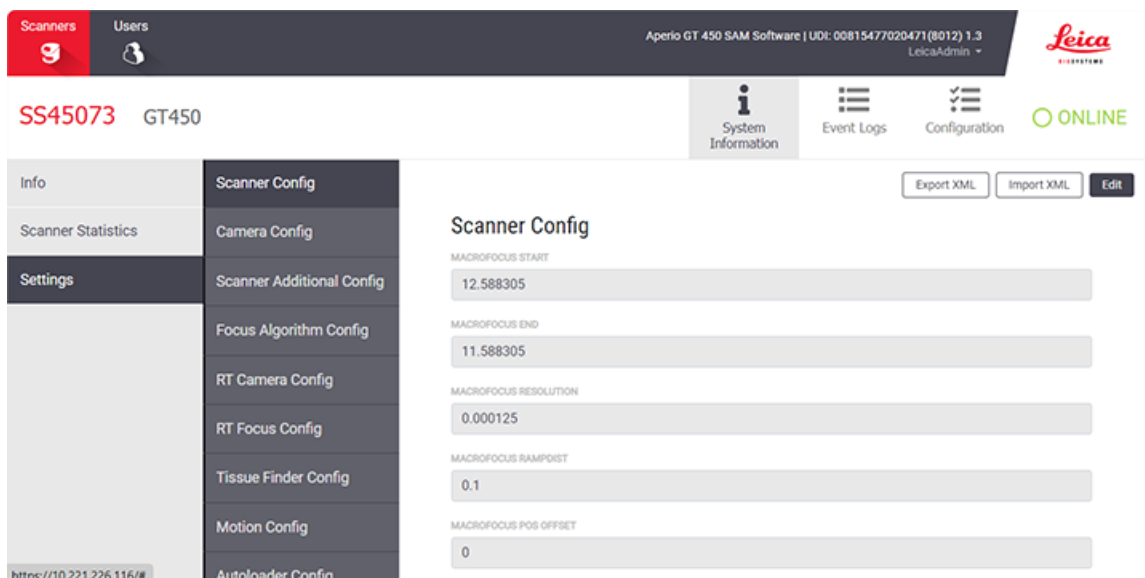 Scanners
Users
Aperio GT 450 SAM Software | UDI: 00815477020471(8012) 1.3
LeicaAdmin
Leica
BIOSYSTEMS
SS45073 GT450
System
Information
Event Logs
Configuration
ONLINE
Info
Scanner Statistics
Settings
Scanner Config
Camera Config
Scanner Additional Config
Focus Algorithm Config
RT Camera Config
RT Focus Config
Tissue Finder Config
Motion Config
Autoloader Config
Export XML
Import XML
Edit
Scanner Config
MACROFOCUS START
12.588305
MACROFOCUS END
11.588305
MACROFOCUS RESOLUTION
0.000125
MACROFOCUS RAMPDIST
0.1
MACROFOCUS POS OFFSET
0
https://10.221.226.116/#